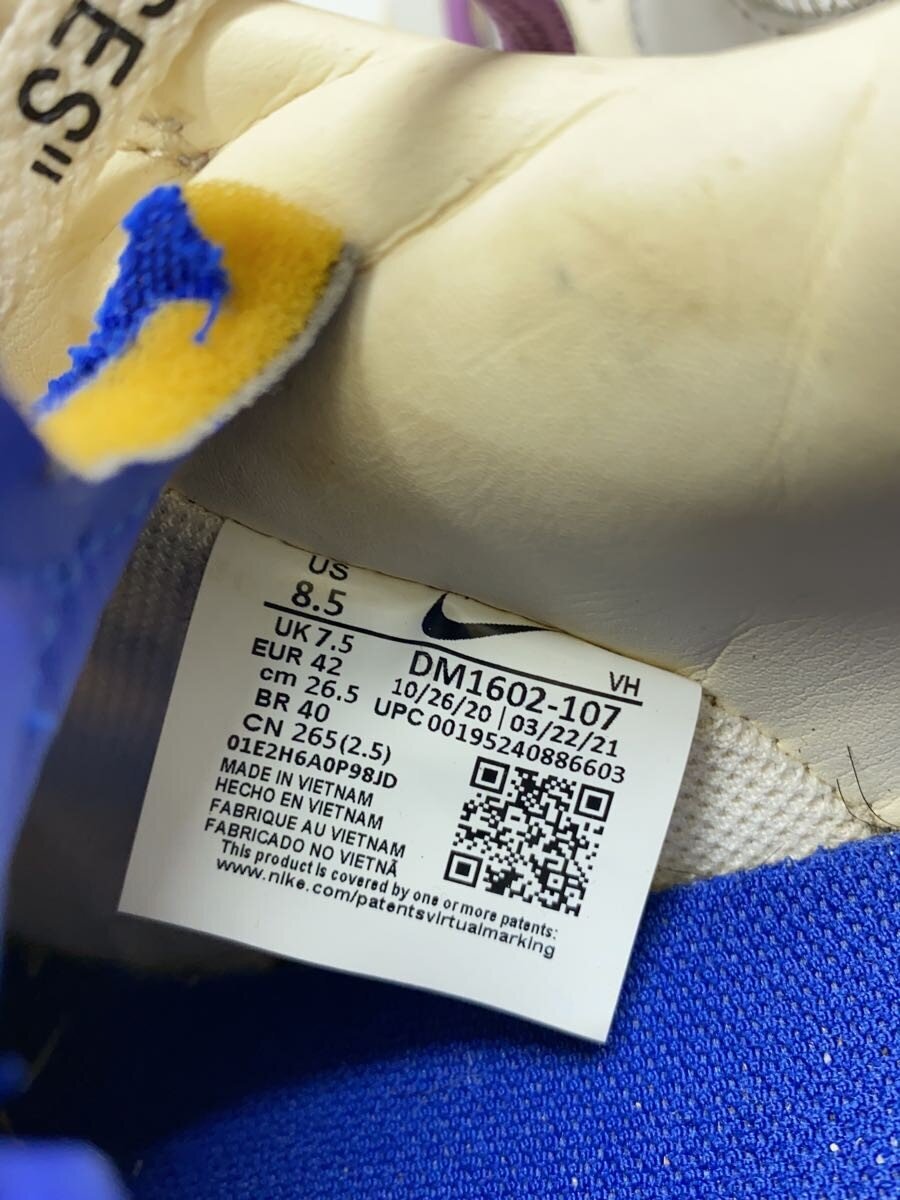 CES"
US
8.5
UK 7.5
EUR 42
cm 26.5
BR 40
CN 265(2.5)
01E2H6A0P98JD
VH
DM1602-107
10/26/20 | 03/22/21
UPC 00195240886603
MADE IN VIETNAM
HECHO EN VIETNAM
FABRIQUE AU VIETNAM
FABRICADO NO VIETNÃ
This product is covered by one or more patents:
www.nike.com/patentsvirtualmarking